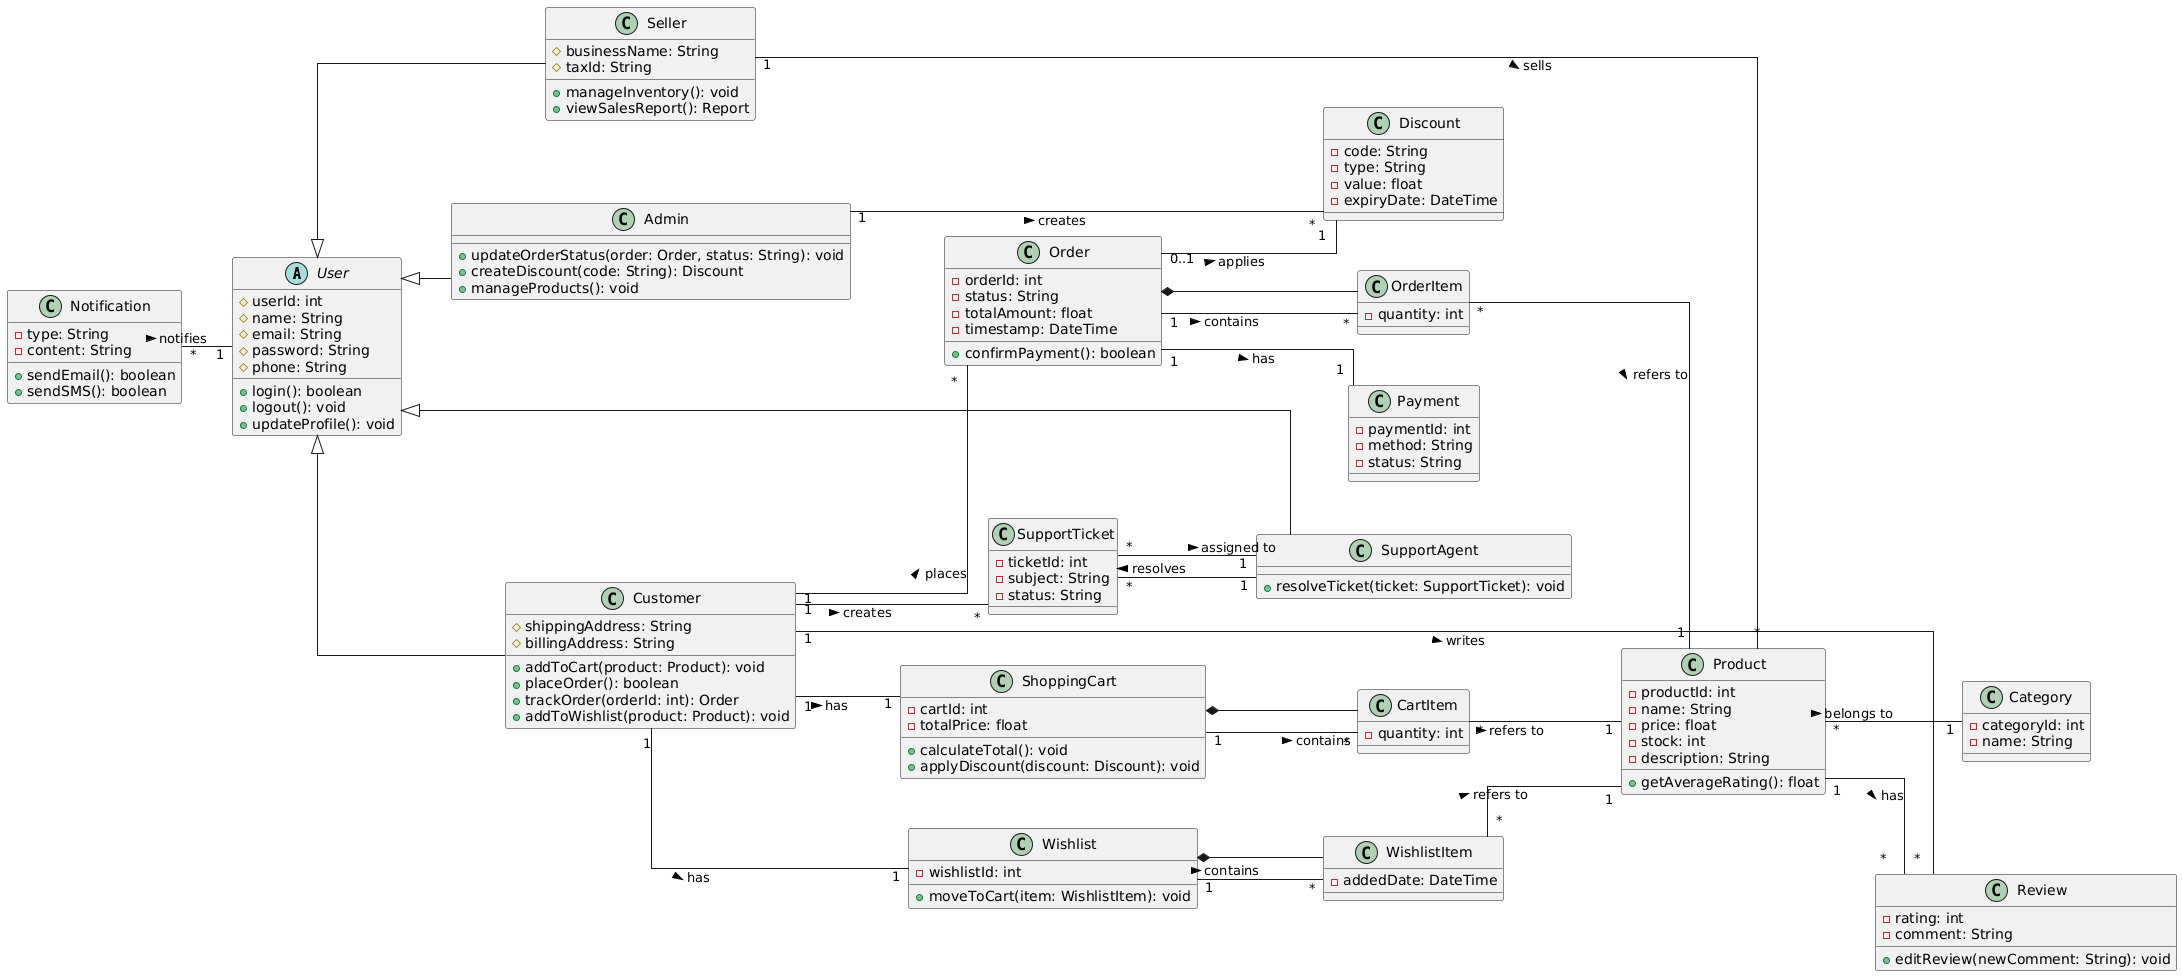 C Seller
businessName: String
taxId: String
manageInventory(): void
viewSalesReport(): Report
1
sells
*
C Discount
code: String
type: String
value: float
expiryDate: DateTime
C Admin
updateOrderStatus(order: Order, status: String): void
createDiscount(code: String): Discount
manageProducts(): void
1
creates
*
1
0..1
applies
C Order
orderId: int
status: String
totalAmount: float
timestamp: DateTime
confirmPayment(): boolean
C OrderItem
quantity: int
1
contains
*
*
refers to
1
1
has
1
C Payment
paymentId: int
method: String
status: String
A User
userId: int
name: String
email: String
password: String
phone: String
login(): boolean
logout(): void
updateProfile(): void
C Notification
type: String
content: String
sendEmail(): boolean
sendSMS(): boolean
notifies
*
1
C SupportTicket
ticketId: int
subject: String
status: String
*
assigned to
1
resolves
*
1
C SupportAgent
resolveTicket(ticket: SupportTicket): void
C Customer
shippingAddress: String
billingAddress: String
addToCart(product: Product): void
placeOrder(): boolean
trackOrder(orderId: int): Order
addToWishlist(product: Product): void
*
places
1
1
creates
*
1
writes
*
1
has
1
C ShoppingCart
cartId: int
totalPrice: float
calculateTotal(): void
applyDiscount(discount: Discount): void
1
contains
*
C CartItem
quantity: int
*
refers to
1
C Product
productId: int
name: String
price: float
stock: int
description: String
getAverageRating(): float
belongs to
*
1
C Category
categoryId: int
name: String
1
has
*
1
has
1
C Wishlist
wishlistId: int
moveToCart(item: WishlistItem): void
contains
1
*
C WishlistItem
addedDate: DateTime
refers to
*
1
C Review
rating: int
comment: String
editReview(newComment: String): void